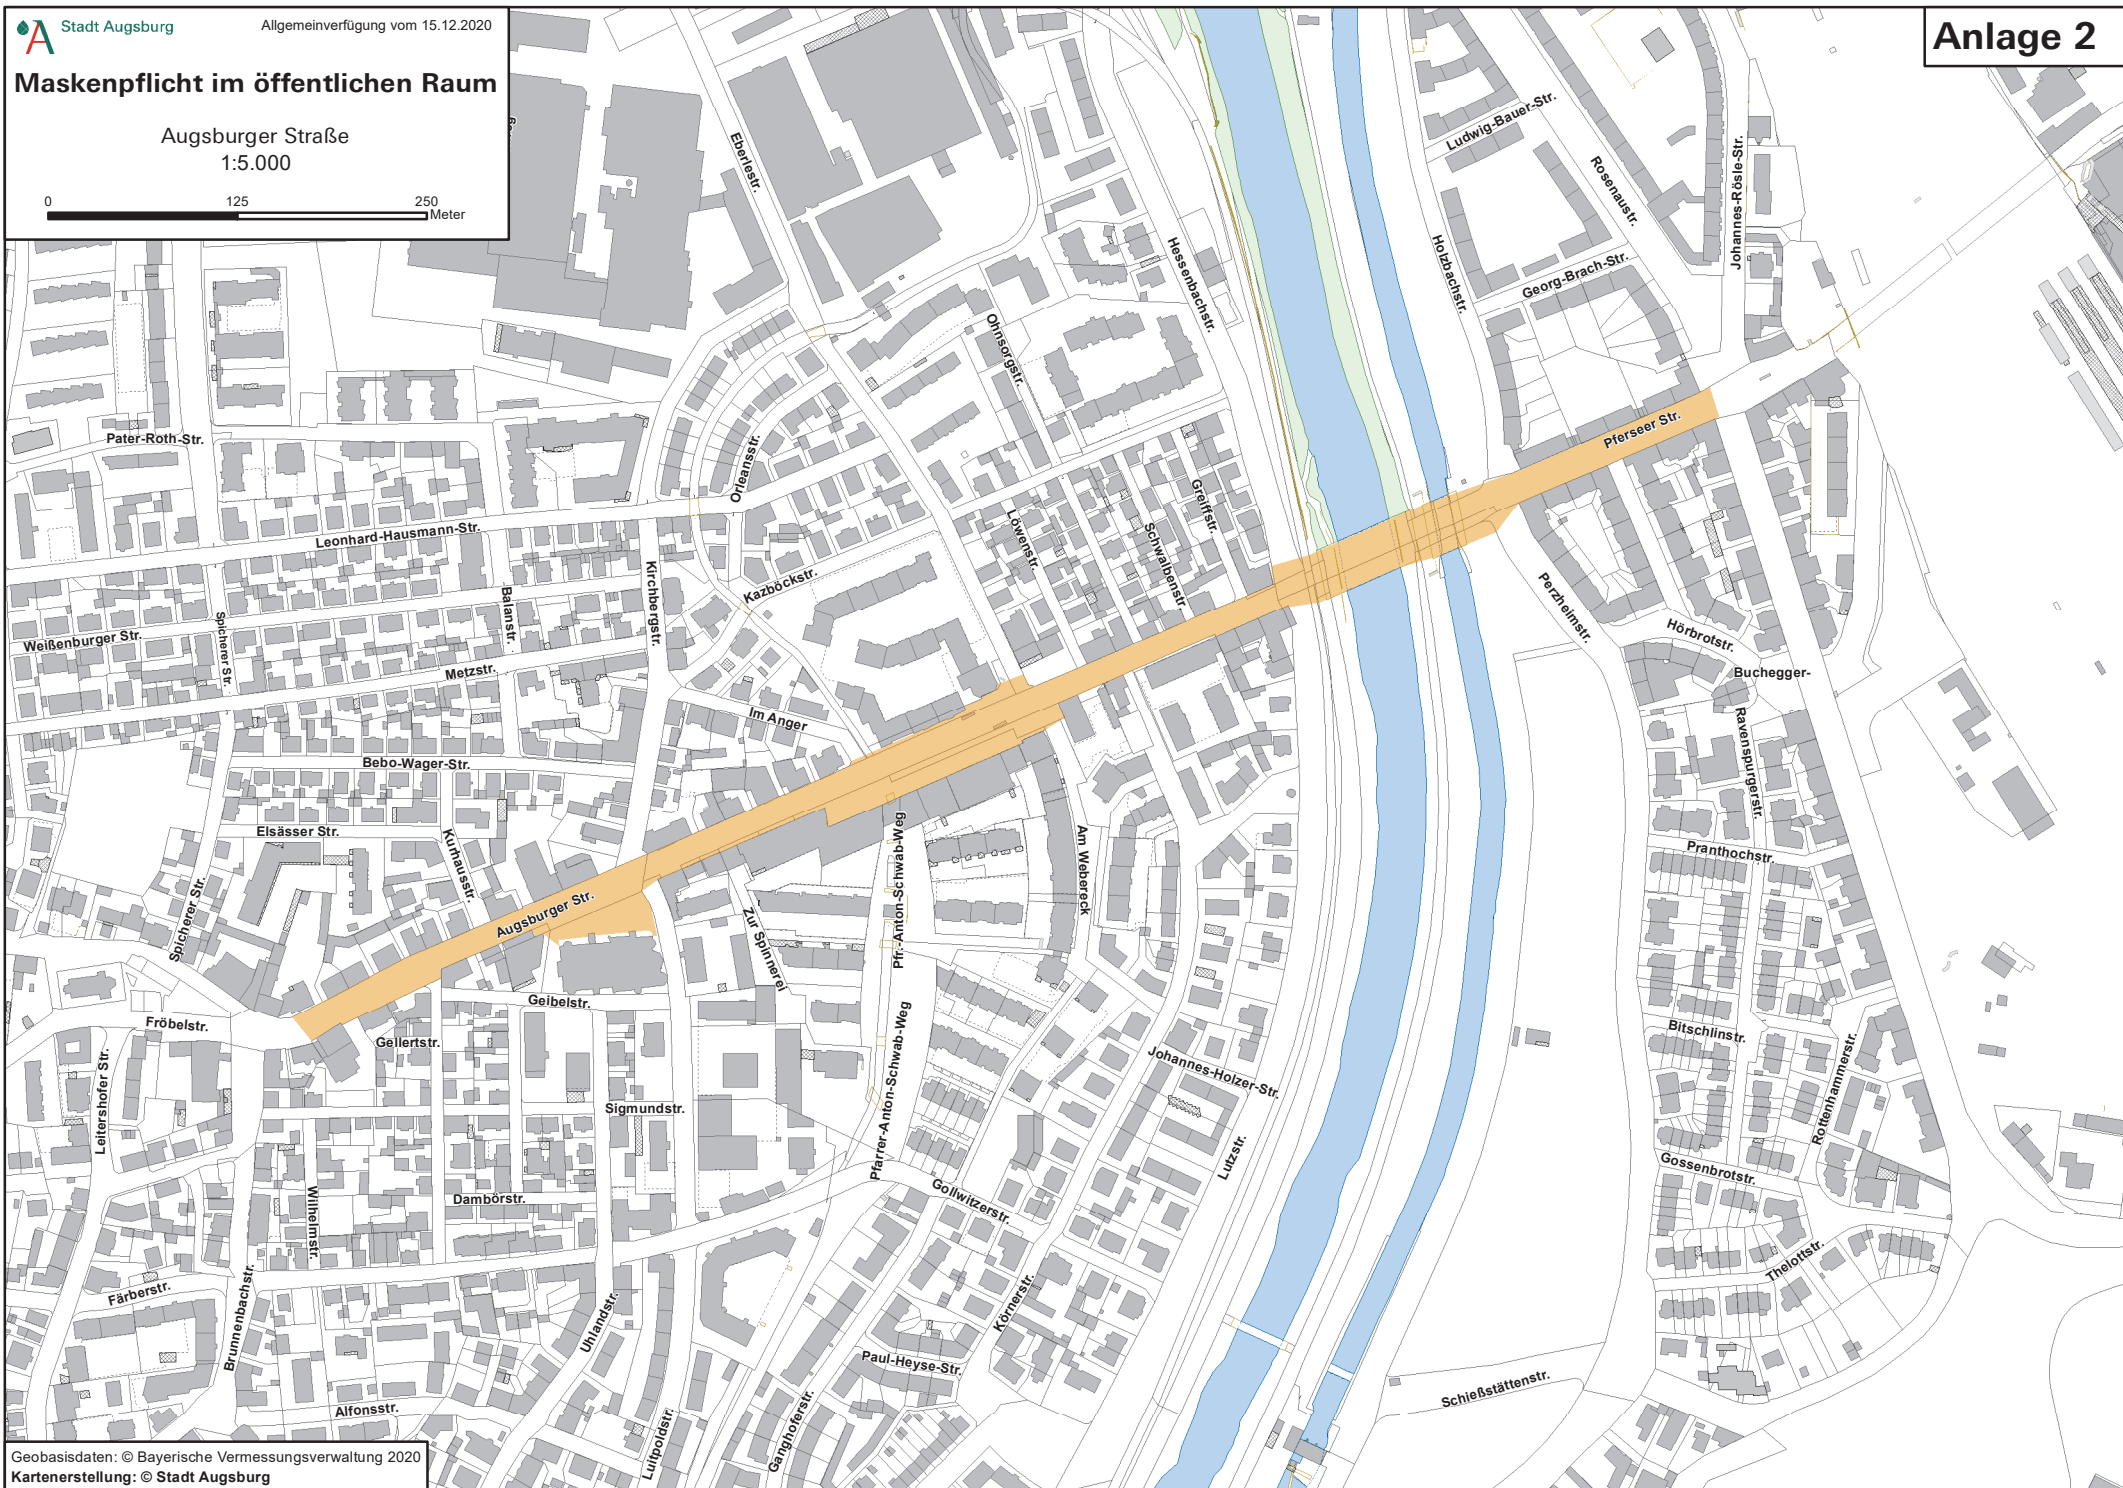 Stadt Augsburg
Allgemeinverfügung vom 15.12.2020
Maskenpflicht im öffentlichen Raum
Augsburger Straße
1:5.000
0 125 250
Meter
Anlage 2
Eberlestr.
Ludwig-Bauer-Str.
Rosenaustr.
Johannes-Rösle-Str.
Hessenbachstr.
Holzbachstr.
Georg-Brach-Str.
Ohnsorgstr.
Pferseer Str.
Pater-Roth-Str.
Orleansstr.
Leonhard-Hausmann-Str.
Löwenstr.
Greiffstr.
Schwalbenstr.
Kirchbergstr.
Kazböckstr.
Balanstr.
Perzheimstr.
Spicherer Str.
Weißenburger Str.
Hörbrotstr.
Metzstr.
Buchegger-
Im Anger
Ravenspurgerstr.
Bebo-Wager-Str.
Elsässer Str.
Kurhausstr.
Pfr.-Anton-Schwab-Weg
Am Webereck
Pranthochstr.
Spicherer Str.
Augsburger Str.
Zur Spinnerei
Geibelstr.
Fröbelstr.
Gellertstr.
Pfarrer-Anton-Schwab-Weg
Bitschlinstr.
Leitershofer Str.
Johannes-Holzer-Str.
Rottenhammerstr.
Sigmundstr.
Lutzstr.
Gossenbrotstr.
Wilhelmstr.
Dambörstr.
Gollwitzerstr.
Thelottstr.
Färberstr.
Brunnenbachstr.
Uhlandstr.
Körnerstr.
Paul-Heyse-Str.
Schießstättenstr.
Alfonsstr.
Luitpoldstr.
Ganghoferstr.
Geobasisdaten: © Bayerische Vermessungsverwaltung 2020
Kartenerstellung: © Stadt Augsburg